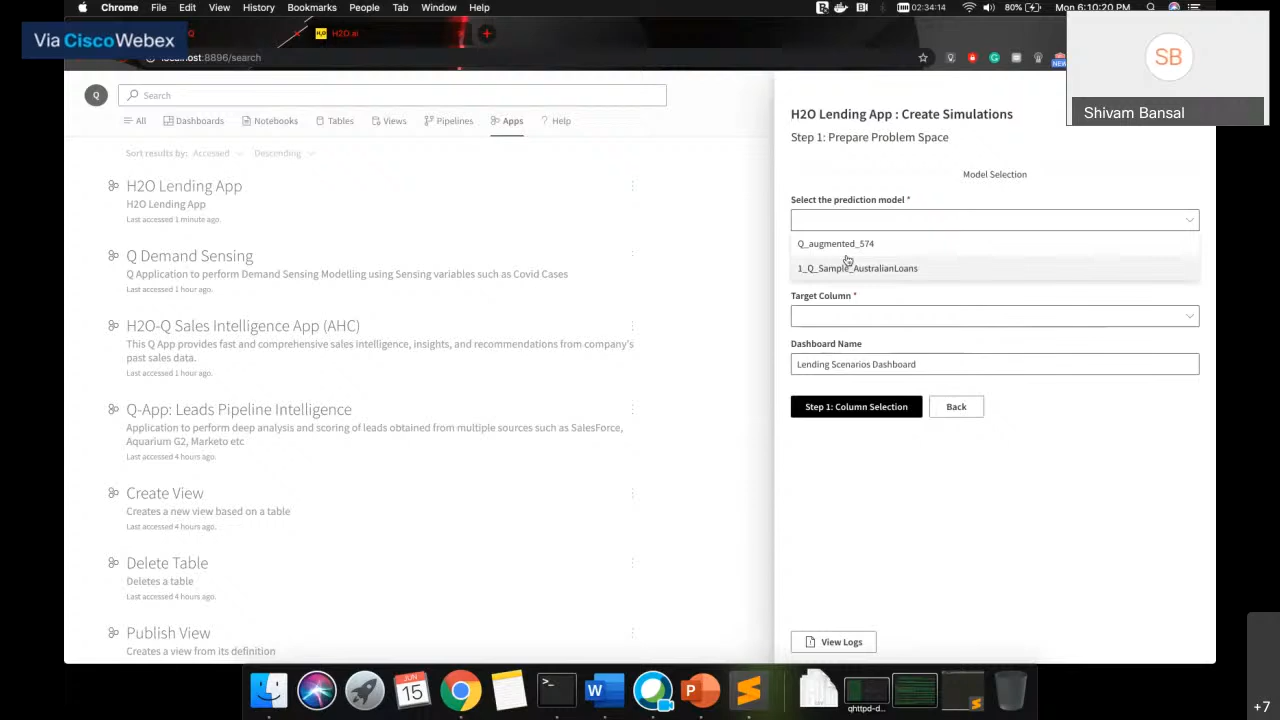 Chrome File Edit View History Bookmarks People Tab Window Help 02:34:14 80% Mon 6:10:20 PM
Via Cisco Webex
Q
H2O.ai
localhost:8896/search
NEW
SB
Shivam Bansal
Q
Search
All Dashboards Notebooks Tables Views Pipelines Apps ? Help
Sort results by: Accessed Descending
H2O Lending App
H2O Lending App
Last accessed 1 minute ago.
Q Demand Sensing
Q Application to perform Demand Sensing Modelling using Sensing variables such as Covid Cases
Last accessed 1 hour ago.
H2O-Q Sales Intelligence App (AHC)
This Q App provides fast and comprehensive sales intelligence, insights, and recommendations from company's
past sales data.
Last accessed 1 hour ago.
Q-App: Leads Pipeline Intelligence
Application to perform deep analysis and scoring of leads obtained from multiple sources such as SalesForce,
Aquarium G2, Marketo etc
Last accessed 4 hours ago.
Create View
Creates a new view based on a table
Last accessed 4 hours ago.
Delete Table
Deletes a table
Last accessed 4 hours ago.
Publish View
Creates a view from its definition
H2O Lending App : Create Simulations
Step 1: Prepare Problem Space
Model Selection
Select the prediction model *
Q_augmented_574
1_Q_Sample_AustralianLoans
Target Column *
Dashboard Name
Lending Scenarios Dashboard
Step 1: Column Selection
Back
View Logs
JUN
15
W
P
qhttpd-d...
+7